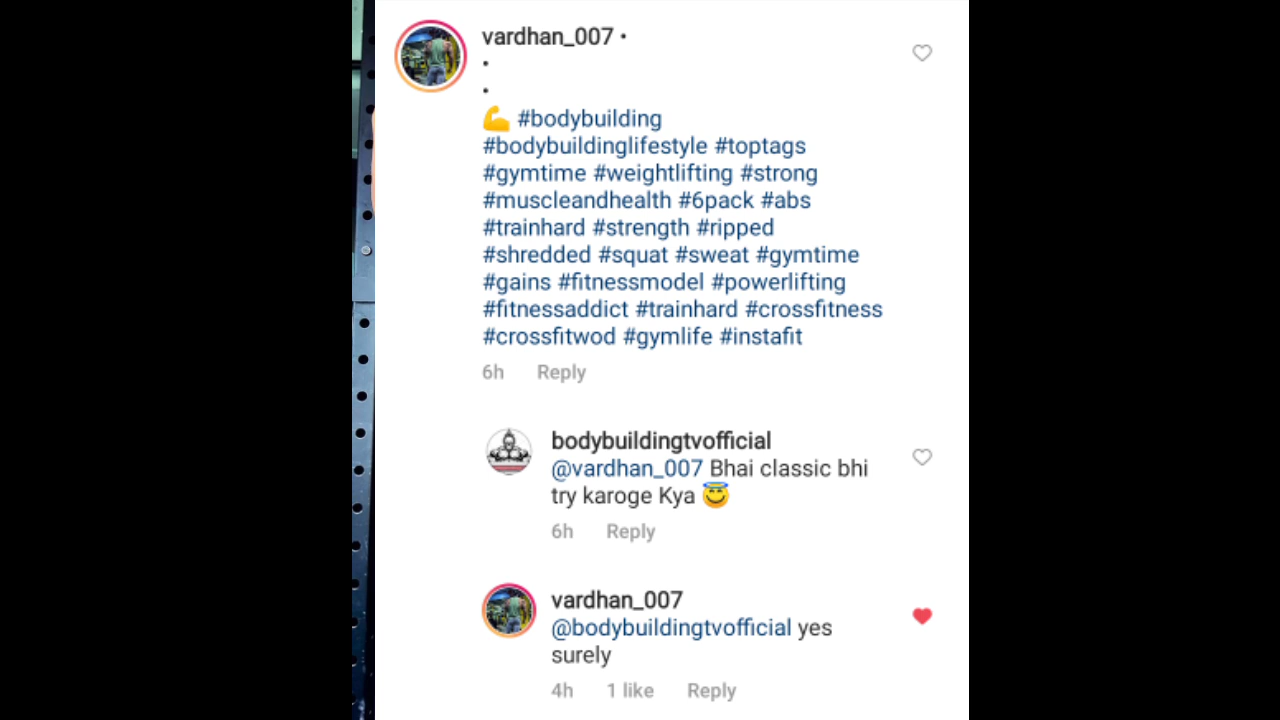 vardhan_007 •
•
•
💪 #bodybuilding
#bodybuildinglifestyle #toptags
#gymtime #weightlifting #strong
#muscleandhealth #6pack #abs
#trainhard #strength #ripped
#shredded #squat #sweat #gymtime
#gains #fitnessmodel #powerlifting
#fitnessaddict #trainhard #crossfitness
#crossfitwod #gymlife #instafit
6h Reply
bodybuildingtvofficial
@vardhan_007 Bhai classic bhi
try karoge Kya 😇
6h Reply
vardhan_007
@bodybuildingtvofficial yes
surely
4h 1 like Reply